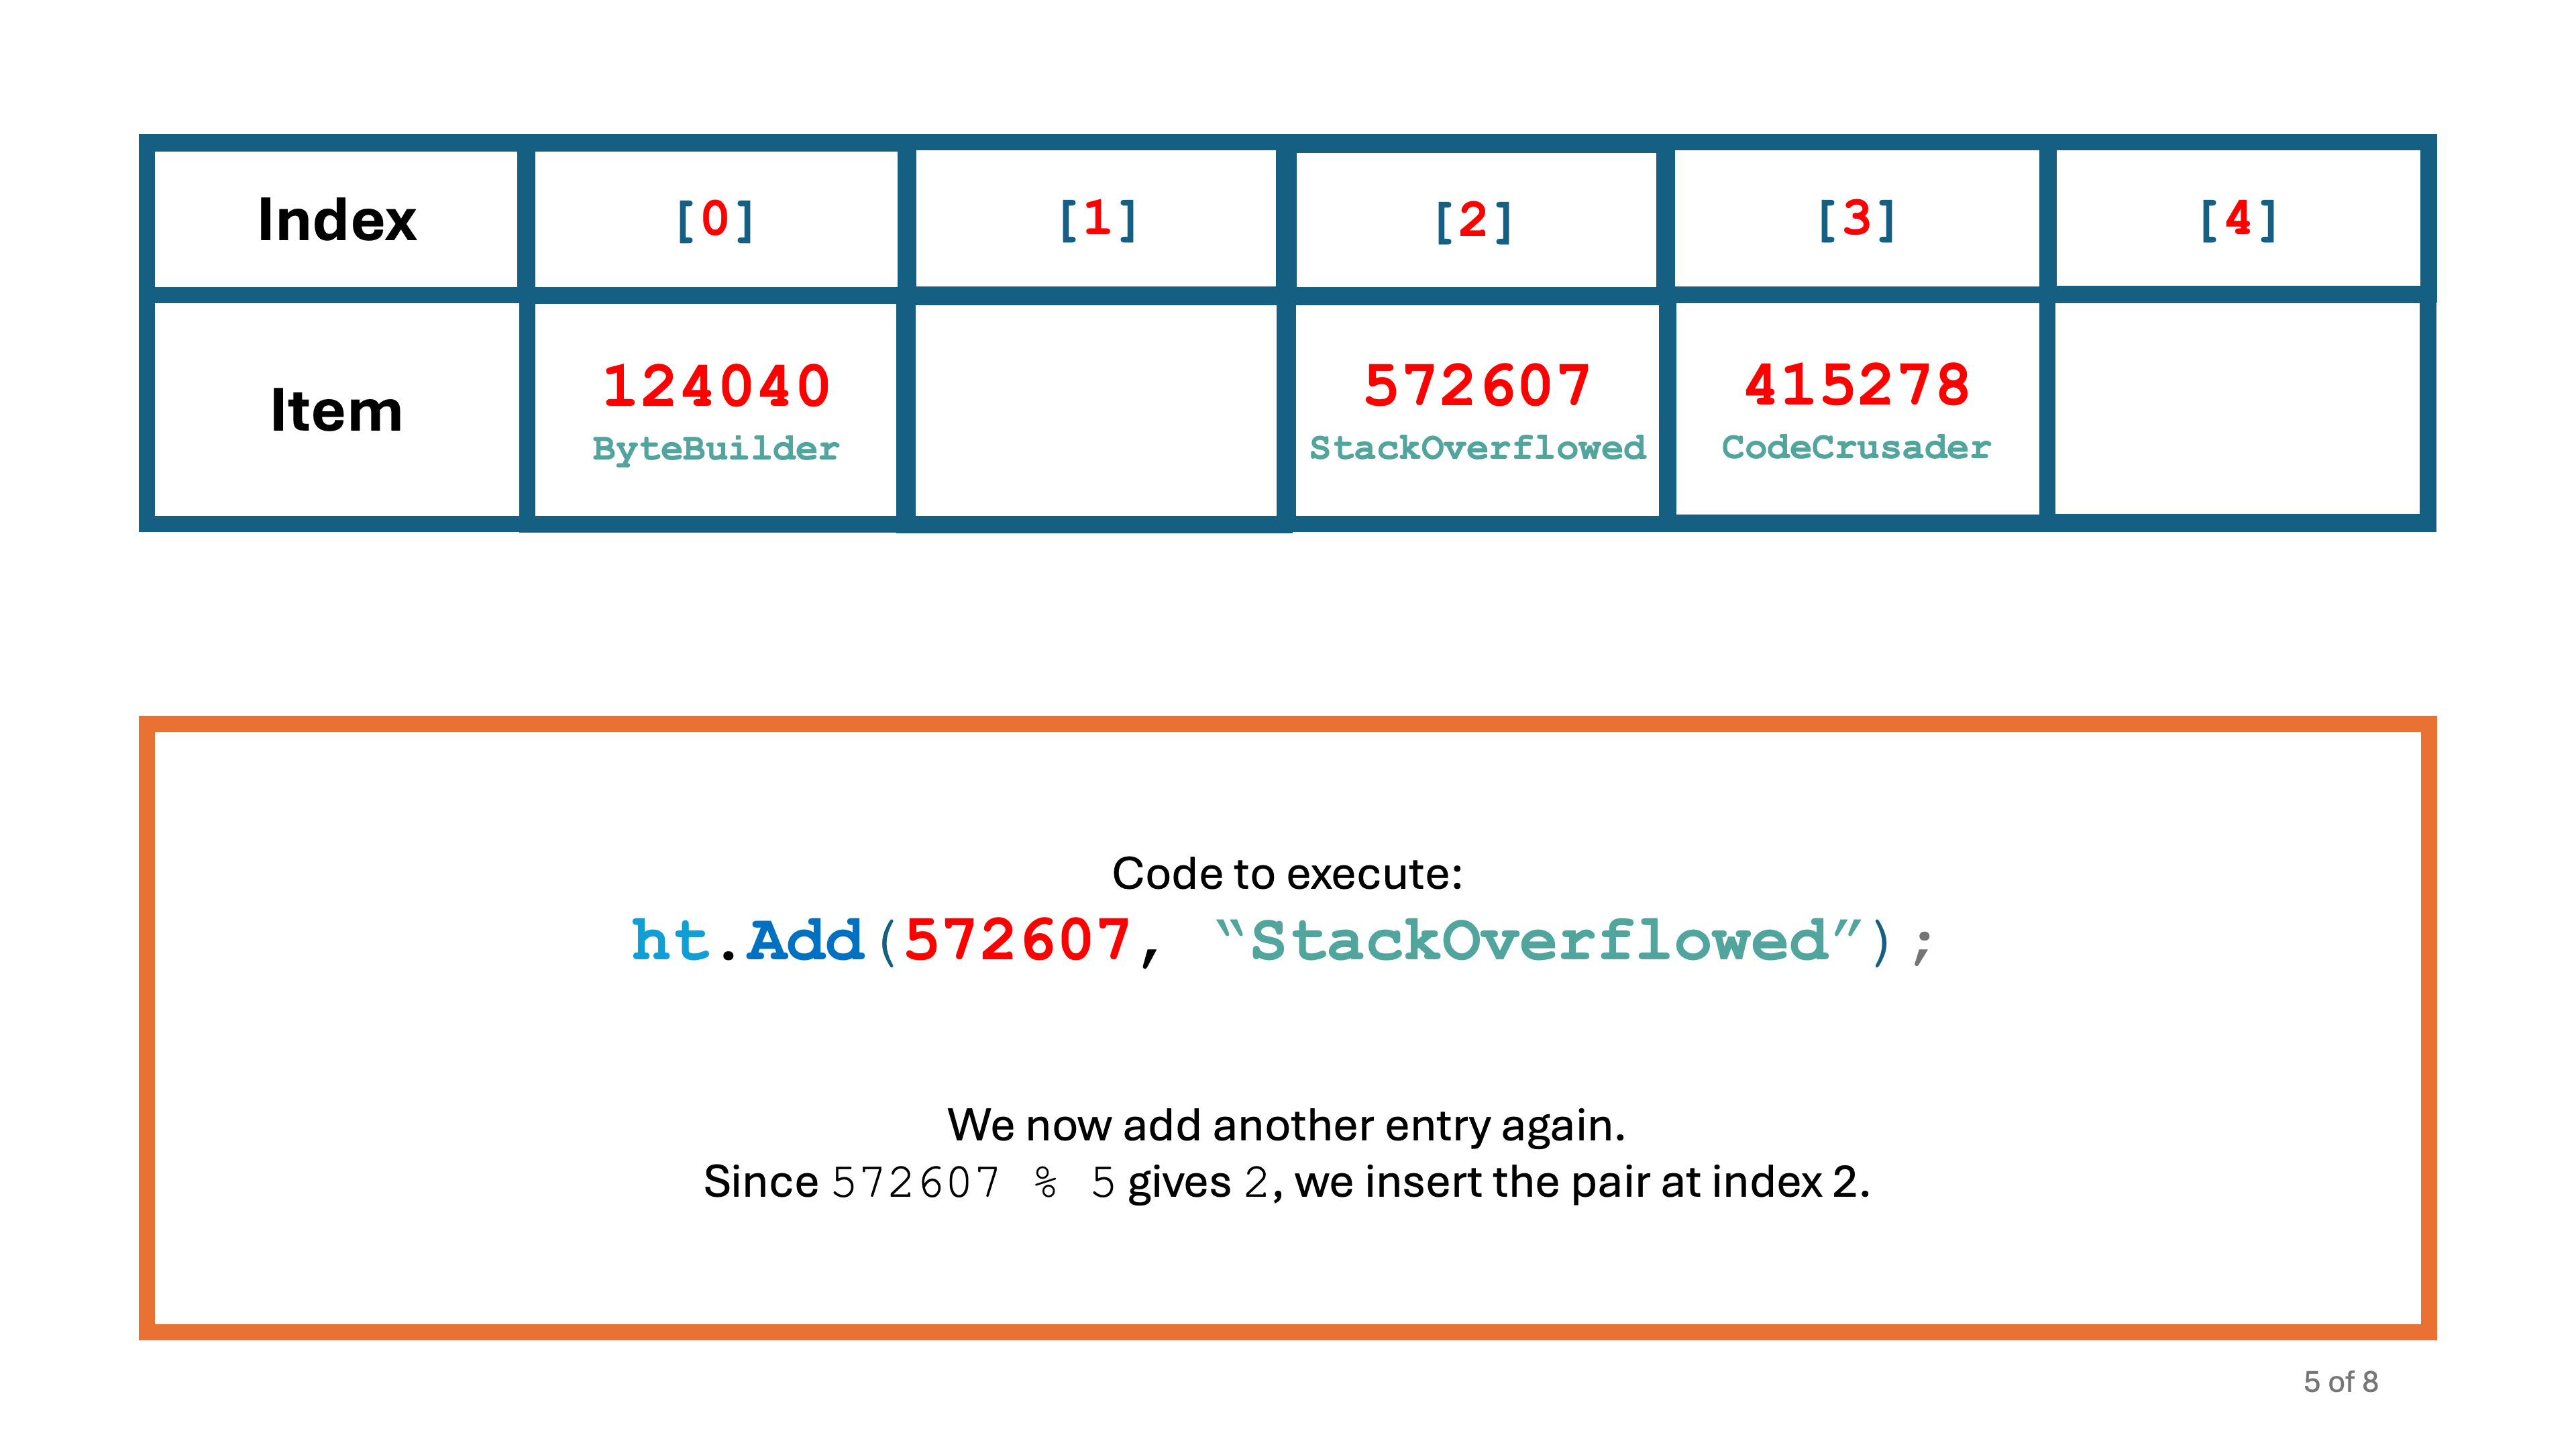 Index [0] [1] [2] [3] [4]
Item 124040 572607 415278
ByteBuilder StackOverflowed CodeCrusader
Code to execute:
ht.Add(572607, “StackOverflowed”);
We now add another entry again.
Since 572607 % 5 gives 2, we insert the pair at index 2.
5 of 8